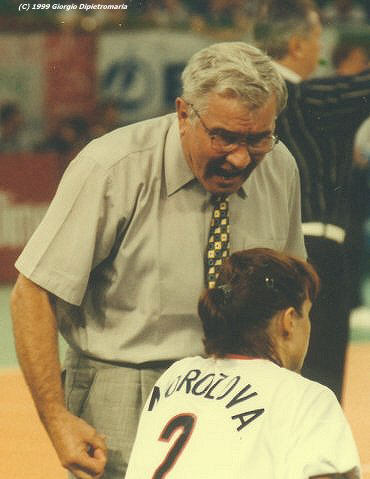 (C) 1999 Giorgio Dipietromaria
MOROZOVA
2